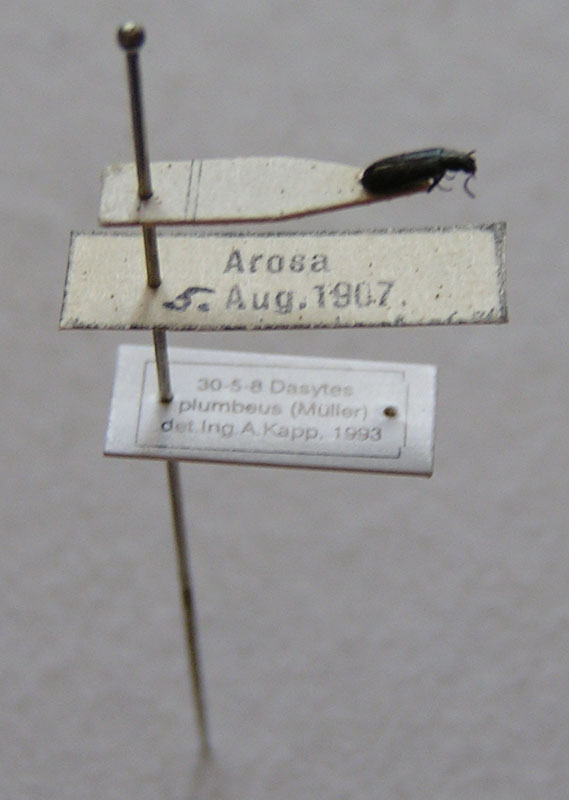 Arosa
5. Aug. 1907.
30-5-8 Dasytes
plumbeus (Müller)
det.Ing.A.Kapp, 1993